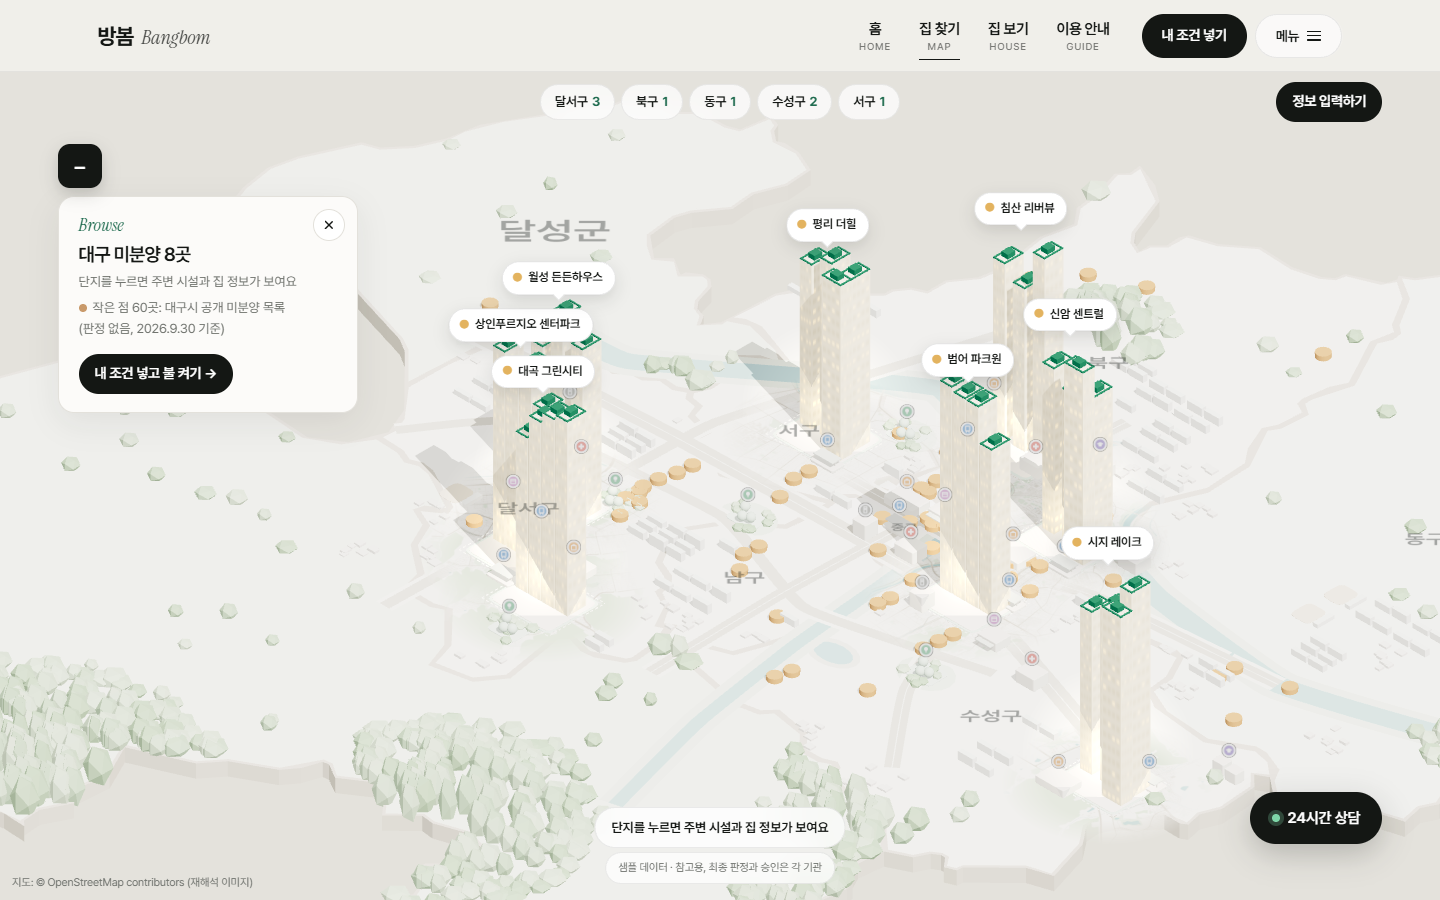 방봄 Bangbom
홈
HOME
집 찾기
MAP
집 보기
HOUSE
이용 안내
GUIDE
내 조건 넣기
메뉴
달서구 3
북구 1
동구 1
수성구 2
서구 1
정보 입력하기
–
Browse
대구 미분양 8곳
단지를 누르면 주변 시설과 집 정보가 보여요
작은 점 60곳: 대구시 공개 미분양 목록
(판정 없음, 2026.9.30 기준)
내 조건 넣고 불 켜기 →
달성군
평리 더힐
침산 리버뷰
월성 든든하우스
상인푸르지오 센터파크
대곡 그린시티
신암 센트럴
범어 파크원
북구
서구
달서구
동구
남구
시지 레이크
수성구
단지를 누르면 주변 시설과 집 정보가 보여요
샘플 데이터 · 참고용, 최종 판정과 승인은 각 기관
24시간 상담
지도: © OpenStreetMap contributors (재해석 이미지)